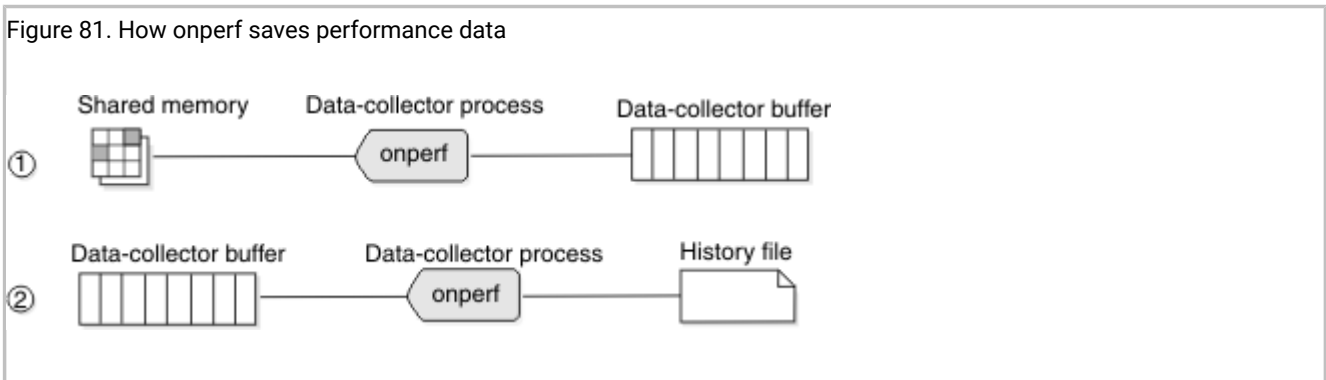 Figure 81. How onperf saves performance data
Shared memory
Data-collector process
Data-collector buffer
①
onperf
Data-collector buffer
Data-collector process
History file
②
onperf